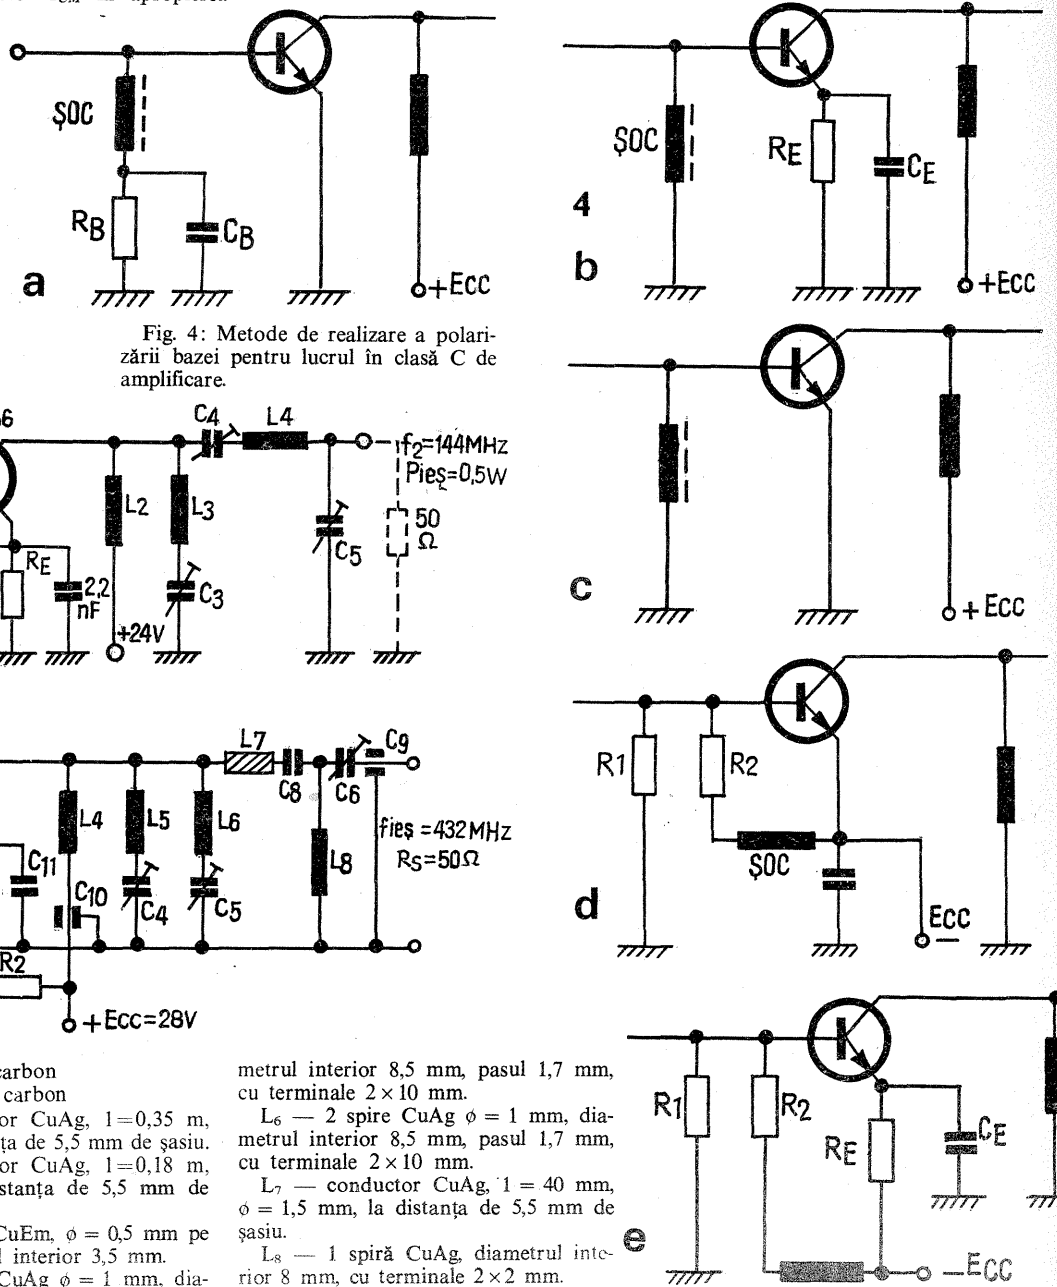 ŞOC
RB
CB
a
+ECC
ŞOC
RE
CE
4
b
+ECC
Fig. 4: Metode de realizare a polari-
zării bazei pentru lucrul în clasă C de
amplificare.
c
+ ECC
C4
L4
f2=144MHz
Pieş=0,5W
L2
L3
50
Ω
C5
RE
2,2
nF
C3
+24V
R1
R2
ŞOC
d
ECC
−
L7
C9
C8
C6
L4
L5
L6
fieş =432MHz
RS=50Ω
L8
C11
C10
C4
C5
R2
+ECC=28V
carbon
carbon
or CuAg, l=0,35 m,
ța de 5,5 mm de şasiu.
or CuAg, l=0,18 m,
stanța de 5,5 mm de
CuEm, ϕ = 0,5 mm pe
l interior 3,5 mm.
CuAg ϕ = 1 mm, dia-
metrul interior 8,5 mm, pasul 1,7 mm,
cu terminale 2×10 mm.
L6 — 2 spire CuAg ϕ = 1 mm, dia-
metrul interior 8,5 mm, pasul 1,7 mm,
cu terminale 2×10 mm.
L7 — conductor CuAg, l = 40 mm,
ϕ = 1,5 mm, la distanța de 5,5 mm de
şasiu.
L8 — 1 spiră CuAg, diametrul inte-
rior 8 mm, cu terminale 2×2 mm.
R1
R2
RE
CE
e
−ECC